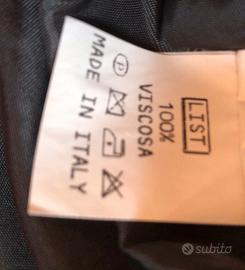 LIST
100%
VISCOSA
P
MADE IN ITALY
subito